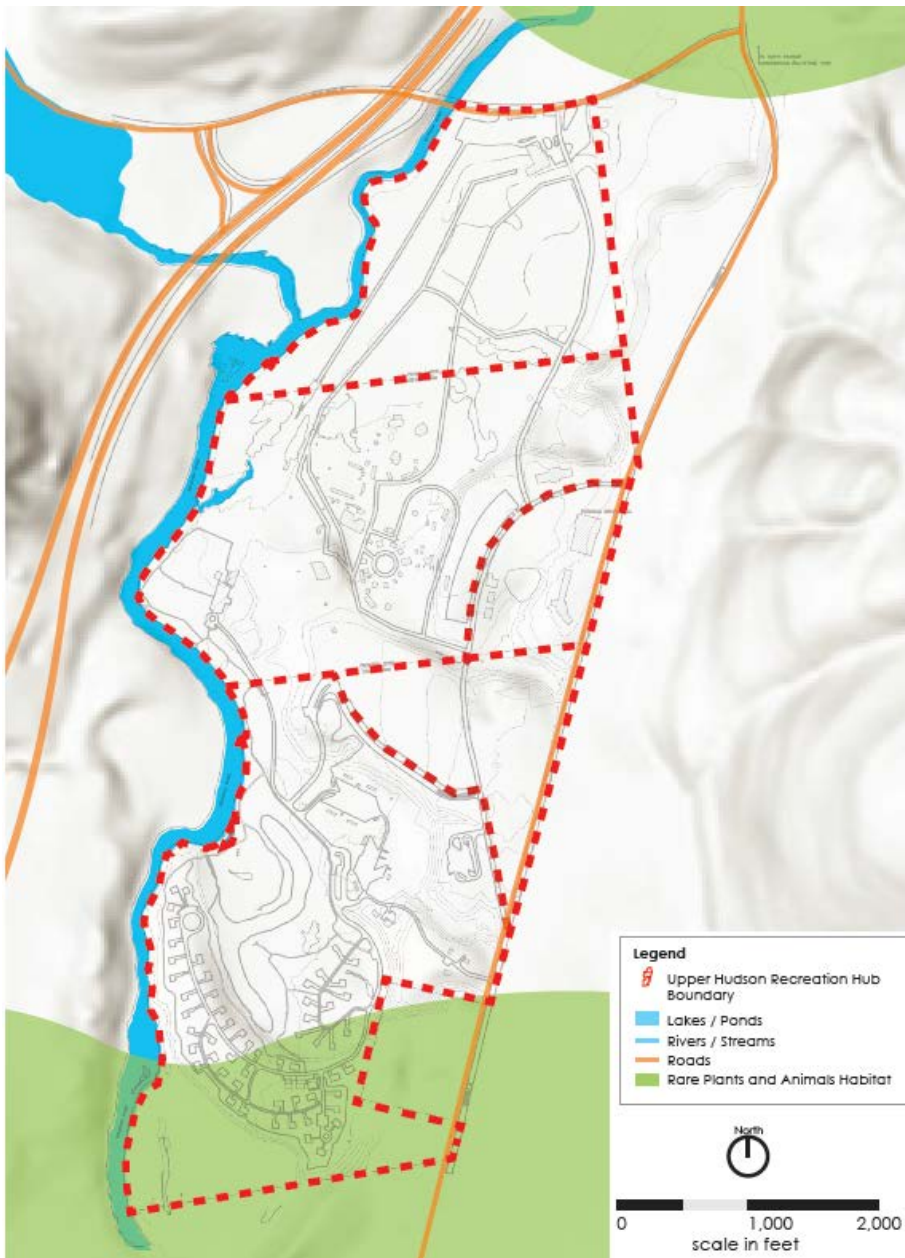 Legend
Upper Hudson Recreation Hub
Boundary
Lakes / Ponds
Rivers / Streams
Roads
Rare Plants and Animals Habitat
North
0 1,000 2,000
scale in feet